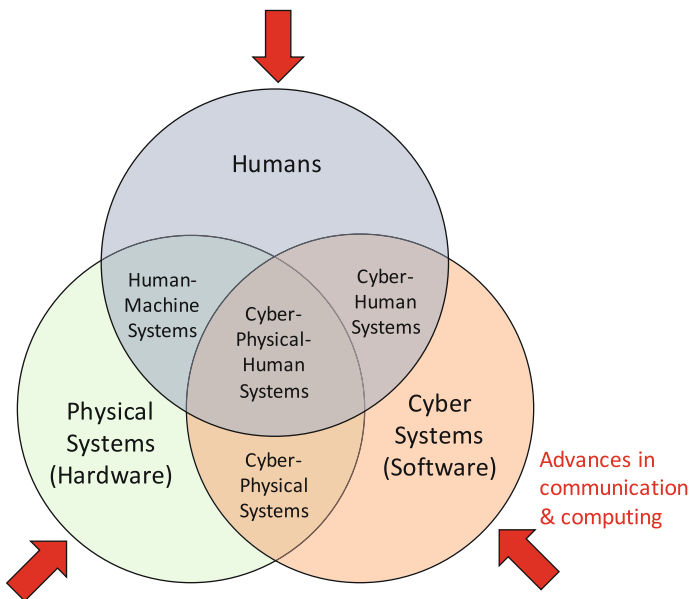 Humans
Human-
Machine
Systems
Cyber-
Human
Systems
Cyber-
Physical-
Human
Systems
Physical
Systems
(Hardware)
Cyber
Systems
(Software)
Cyber-
Physical
Systems
Advances in
communication
& computing